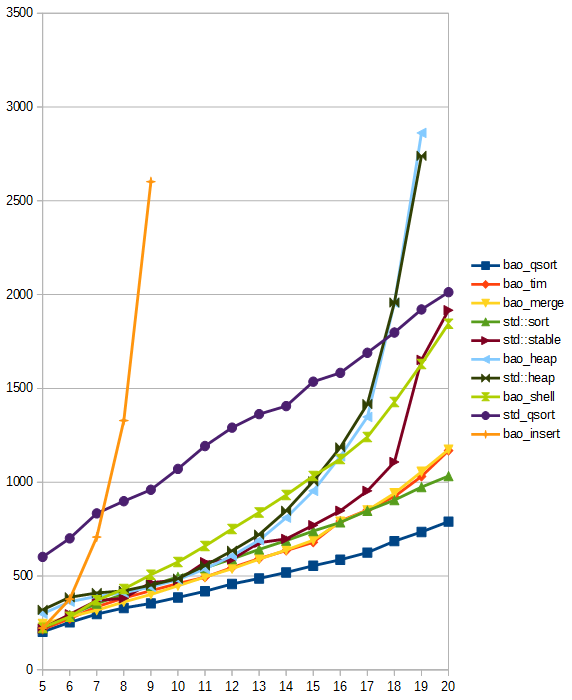 3500
3000
2500
2000
1500
1000
500
0
5 6 7 8 9 10 11 12 13 14 15 16 17 18 19 20
bao_qsort
bao_tim
bao_merge
std::sort
std::stable
bao_heap
std::heap
bao_shell
std_qsort
bao_insert